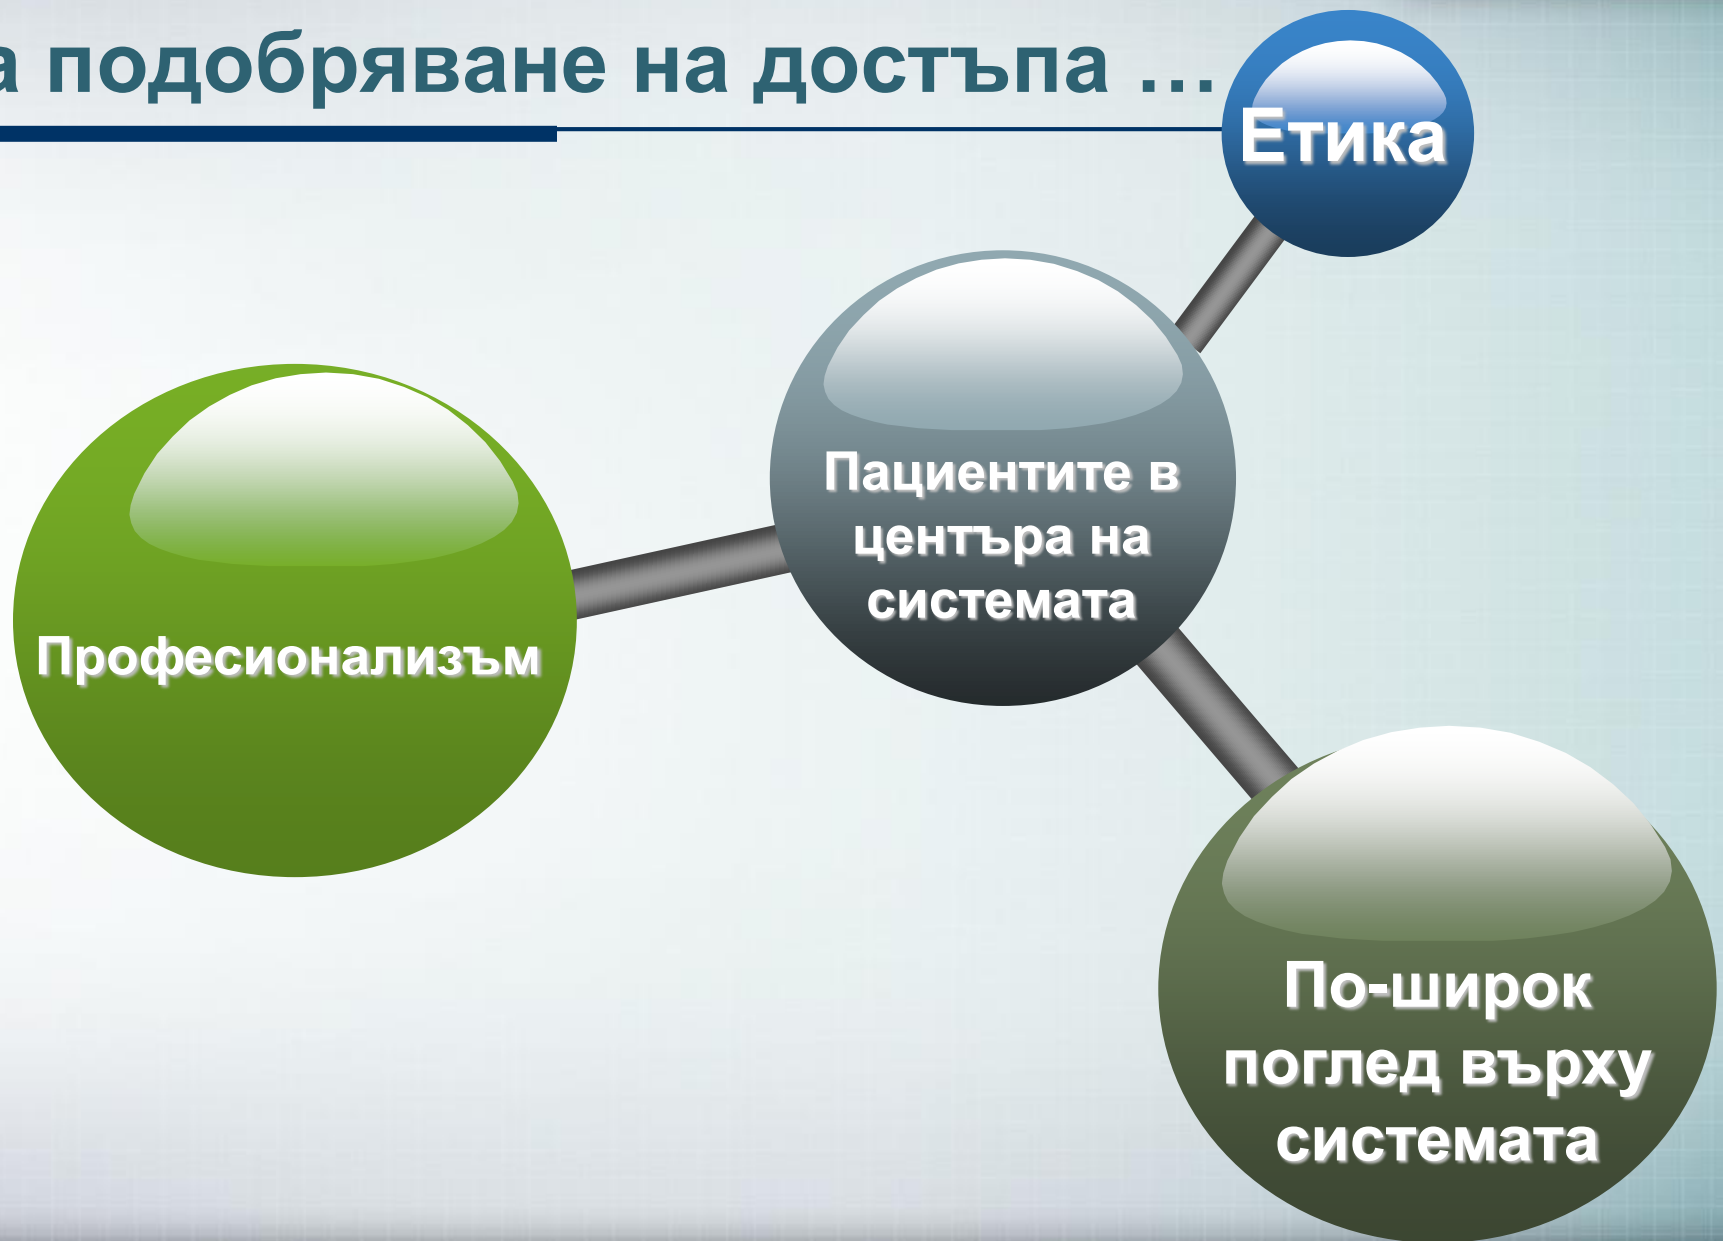 а подобряване на достъпа ...
Етика
Пациентите в
центъра на
системата
Професионализъм
По-широк
поглед върху
системата